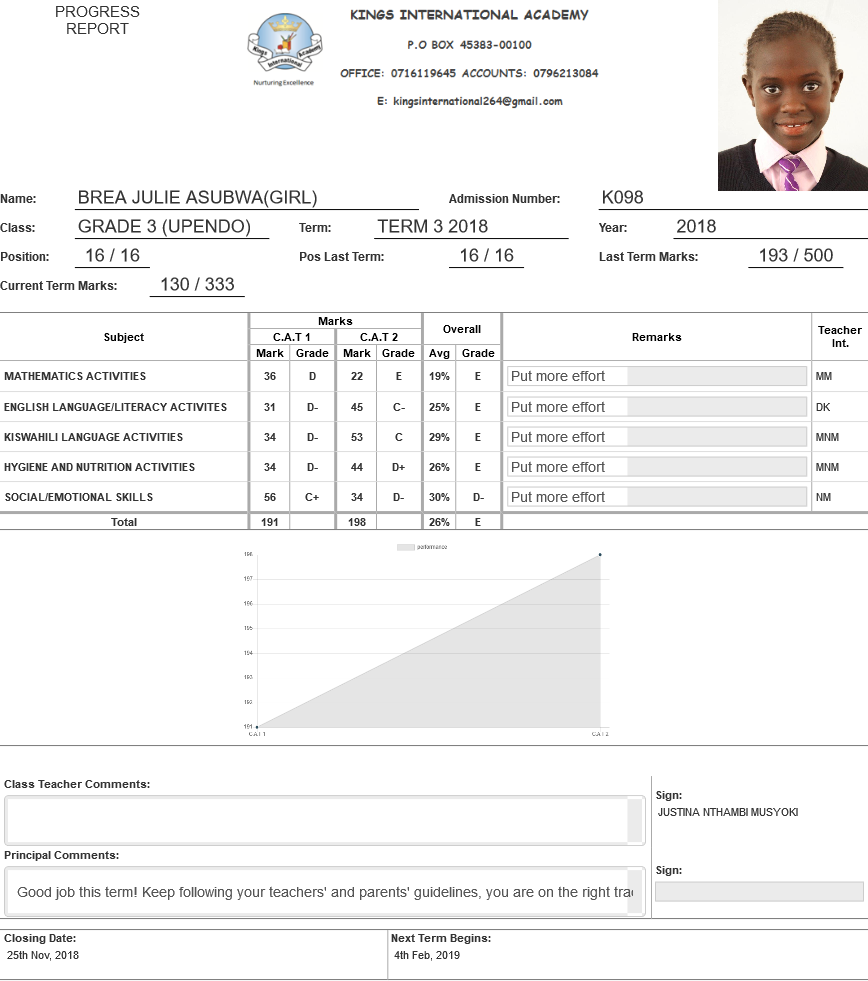 PROGRESS
REPORT
KINGS INTERNATIONAL ACADEMY
P.O BOX 45383-00100
OFFICE: 0716119645 ACCOUNTS: 0796213084
E: kingsinternational264@gmail.com
Kings Academy
International
Nurturing Excellence
Name: BREA JULIE ASUBWA(GIRL) Admission Number: K098
Class: GRADE 3 (UPENDO) Term: TERM 3 2018 Year: 2018
Position: 16 / 16 Pos Last Term: 16 / 16 Last Term Marks: 193 / 500
Current Term Marks: 130 / 333
Subject Marks Overall Remarks Teacher Int.
C.A.T 1 C.A.T 2
Mark Grade Mark Grade Avg Grade
MATHEMATICS ACTIVITIES 36 D 22 E 19% E Put more effort MM
ENGLISH LANGUAGE/LITERACY ACTIVITES 31 D- 45 C- 25% E Put more effort DK
KISWAHILI LANGUAGE ACTIVITIES 34 D- 53 C 29% E Put more effort MNM
HYGIENE AND NUTRITION ACTIVITIES 34 D- 44 D+ 26% E Put more effort MNM
SOCIAL/EMOTIONAL SKILLS 56 C+ 34 D- 30% D- Put more effort NM
Total 191 198 26% E
performance
198
197
196
195
194
193
192
191
C.A.T 1 C.A.T 2
Class Teacher Comments:
Sign:
JUSTINA NTHAMBI MUSYOKI
Principal Comments:
Good job this term! Keep following your teachers' and parents' guidelines, you are on the right tra
Sign:
Closing Date: Next Term Begins:
25th Nov, 2018 4th Feb, 2019